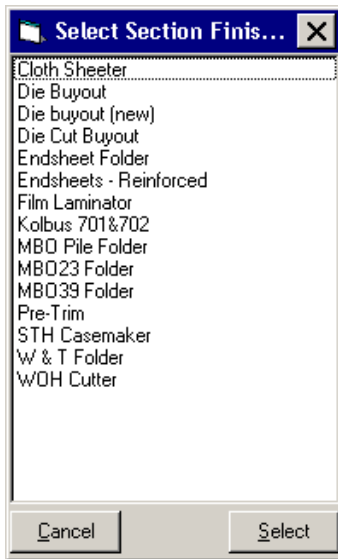 Select Section Finis...
Cloth Sheeter
Die Buyout
Die buyout (new)
Die Cut Buyout
Endsheet Folder
Endsheets - Reinforced
Film Laminator
Kolbus 701&702
MBO Pile Folder
MBO23 Folder
MBO39 Folder
Pre-Trim
STH Casemaker
W & T Folder
WOH Cutter
Cancel Select